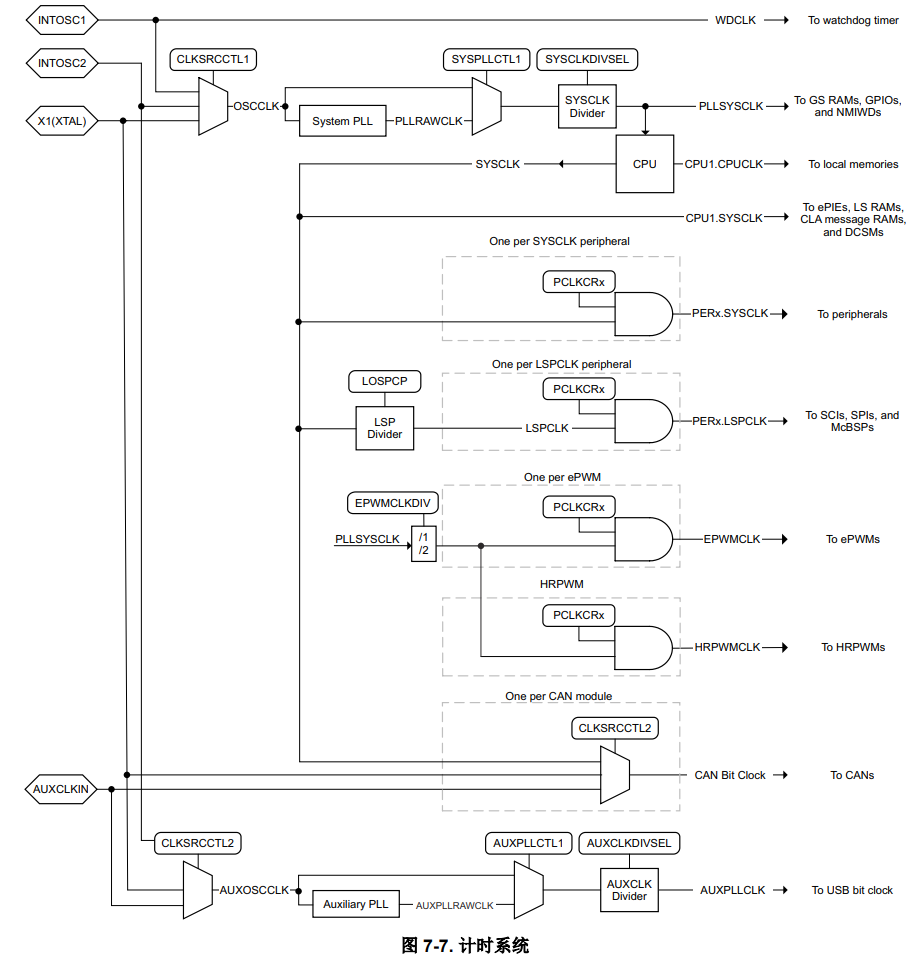 INTOSC1
WDCLK
To watchdog timer
INTOSC2
CLKSRCCTL1
SYSPLLCTL1
SYSCLKDIVSEL
X1(XTAL)
OSCCLK
System PLL
PLLRAWCLK
SYSCLK
Divider
PLLSYSCLK
To GS RAMs, GPIOs,
and NMIWDs
SYSCLK
CPU
CPU1.CPUCLK
To local memories
CPU1.SYSCLK
To ePIEs, LS RAMs,
CLA message RAMs,
and DCSMs
One per SYSCLK peripheral
PCLKCRx
PERx.SYSCLK
To peripherals
One per LSPCLK peripheral
LOSPCP
PCLKCRx
LSP
Divider
LSPCLK
PERx.LSPCLK
To SCIs, SPIs, and
McBSPs
One per ePWM
EPWMCLKDIV
PCLKCRx
PLLSYSCLK
/1
/2
EPWMCLK
To ePWMs
HRPWM
PCLKCRx
HRPWMCLK
To HRPWMs
One per CAN module
CLKSRCCTL2
CAN Bit Clock
To CANs
AUXCLKIN
CLKSRCCTL2
AUXPLLCTL1
AUXCLKDIVSEL
AUXOSCCLK
Auxiliary PLL
AUXPLLRAWCLK
AUXCLK
Divider
AUXPLLCLK
To USB bit clock
图 7-7. 计时系统